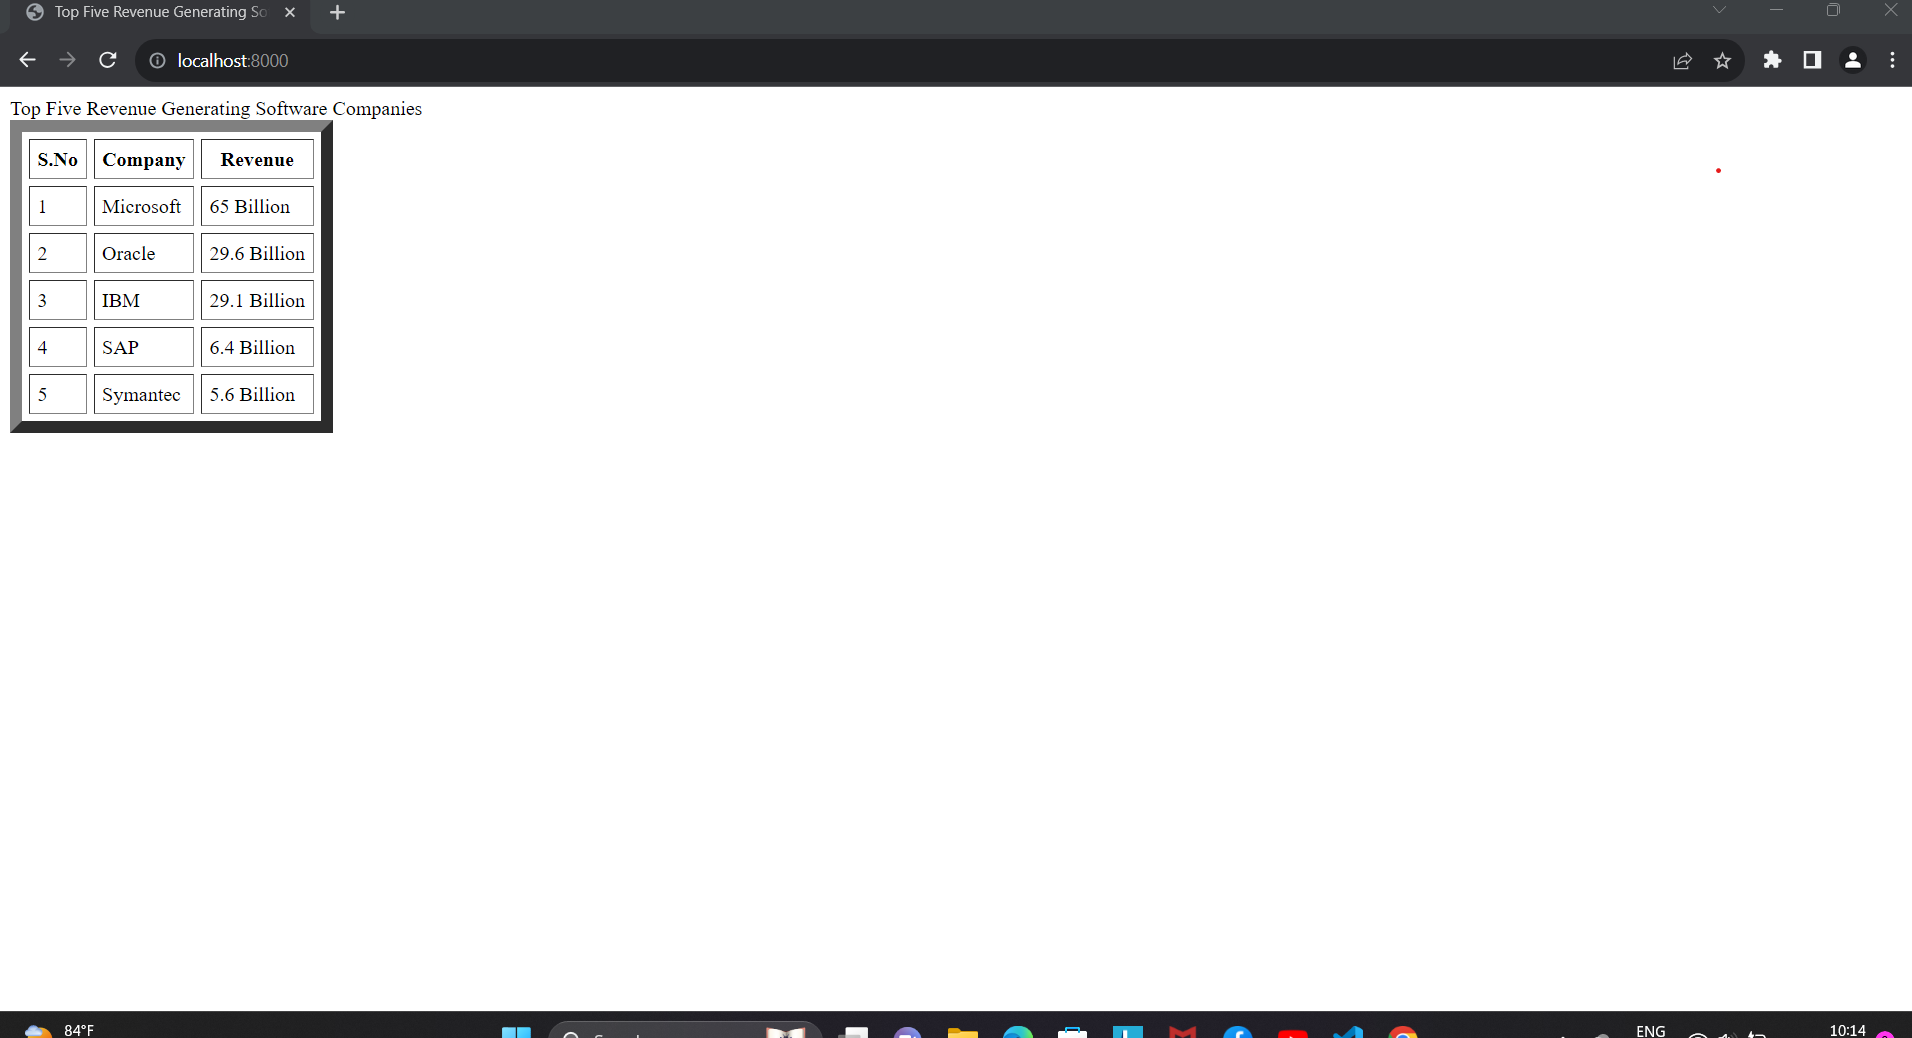 Top Five Revenue Generating So
localhost:8000
Top Five Revenue Generating Software Companies
S.No Company Revenue
1 Microsoft 65 Billion
2 Oracle 29.6 Billion
3 IBM 29.1 Billion
4 SAP 6.4 Billion
5 Symantec 5.6 Billion
84°F
ENG
10:14